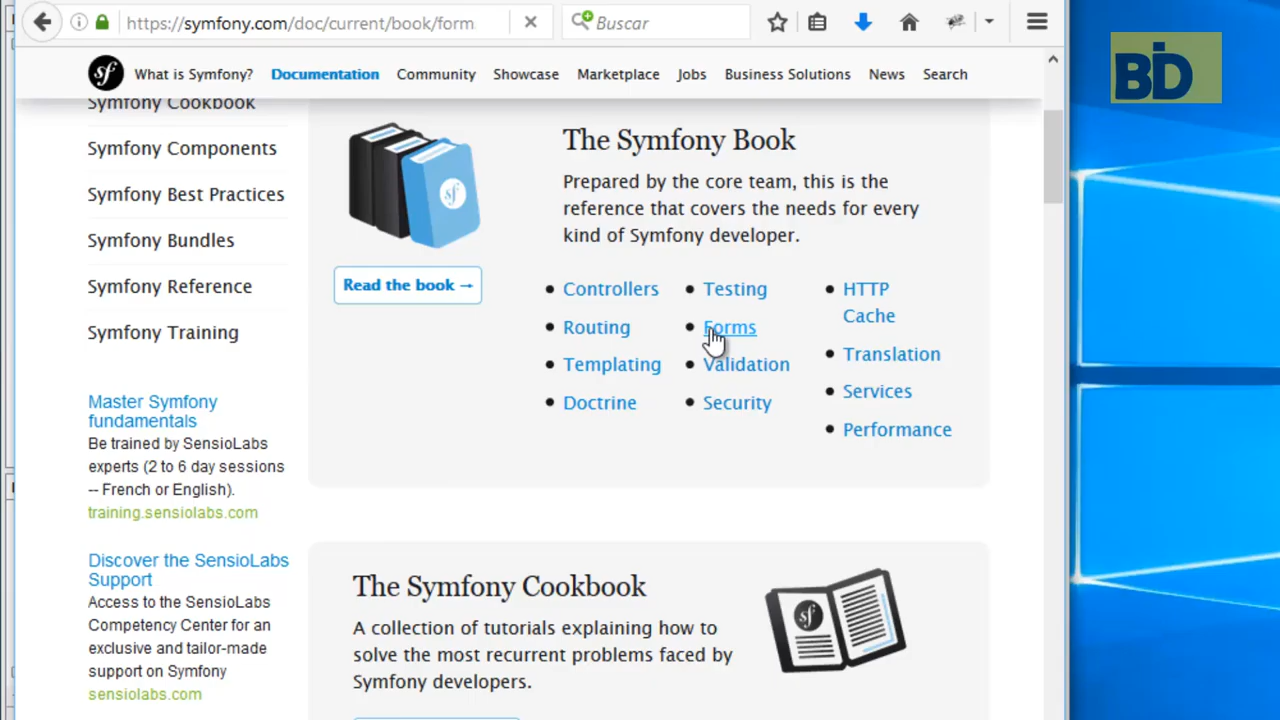 https://symfony.com/doc/current/book/form
Buscar
sf What is Symfony? Documentation Community Showcase Marketplace Jobs Business Solutions News Search
Symfony Cookbook
Symfony Components
Symfony Best Practices
Symfony Bundles
Symfony Reference
Symfony Training
Master Symfony
fundamentals
Be trained by SensioLabs
experts (2 to 6 day sessions
-- French or English).
training.sensiolabs.com
Discover the SensioLabs
Support
Access to the SensioLabs
Competency Center for an
exclusive and tailor-made
support on Symfony
sensiolabs.com
sf
Read the book →
The Symfony Book
Prepared by the core team, this is the
reference that covers the needs for every
kind of Symfony developer.
Controllers
Routing
Templating
Doctrine
Testing
Forms
Validation
Security
HTTP
Cache
Translation
Services
Performance
The Symfony Cookbook
A collection of tutorials explaining how to
solve the most recurrent problems faced by
Symfony developers.
sf
BID